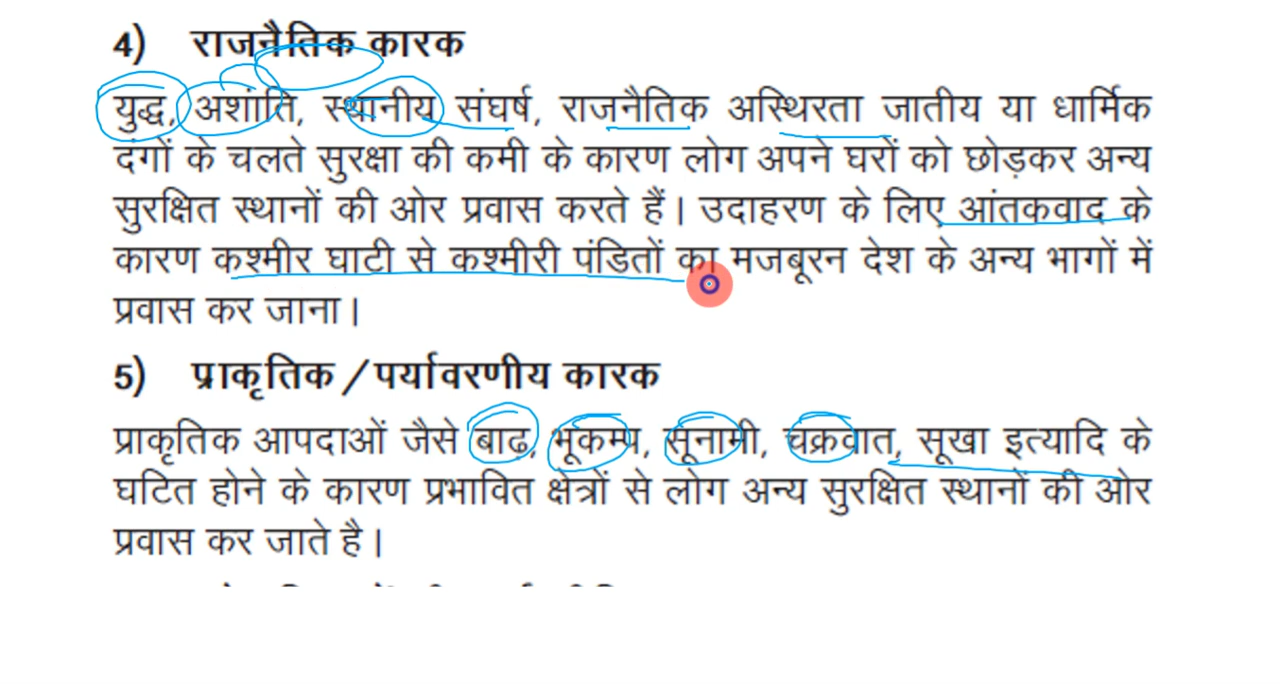 4) राजनैतिक कारक
युद्ध, अशांति, स्थानीय संघर्ष, राजनैतिक अस्थिरता जातीय या धार्मिक
दंगों के चलते सुरक्षा की कमी के कारण लोग अपने घरों को छोड़कर अन्य
सुरक्षित स्थानों की ओर प्रवास करते हैं। उदाहरण के लिए आंतकवाद के
कारण कश्मीर घाटी से कश्मीरी पंडितों का मजबूरन देश के अन्य भागों में
प्रवास कर जाना।
5) प्राकृतिक / पर्यावरणीय कारक
प्राकृतिक आपदाओं जैसे बाढ़, भूकम्प, सूनामी, चक्रवात, सूखा इत्यादि के
घटित होने के कारण प्रभावित क्षेत्रों से लोग अन्य सुरक्षित स्थानों की ओर
प्रवास कर जाते है।